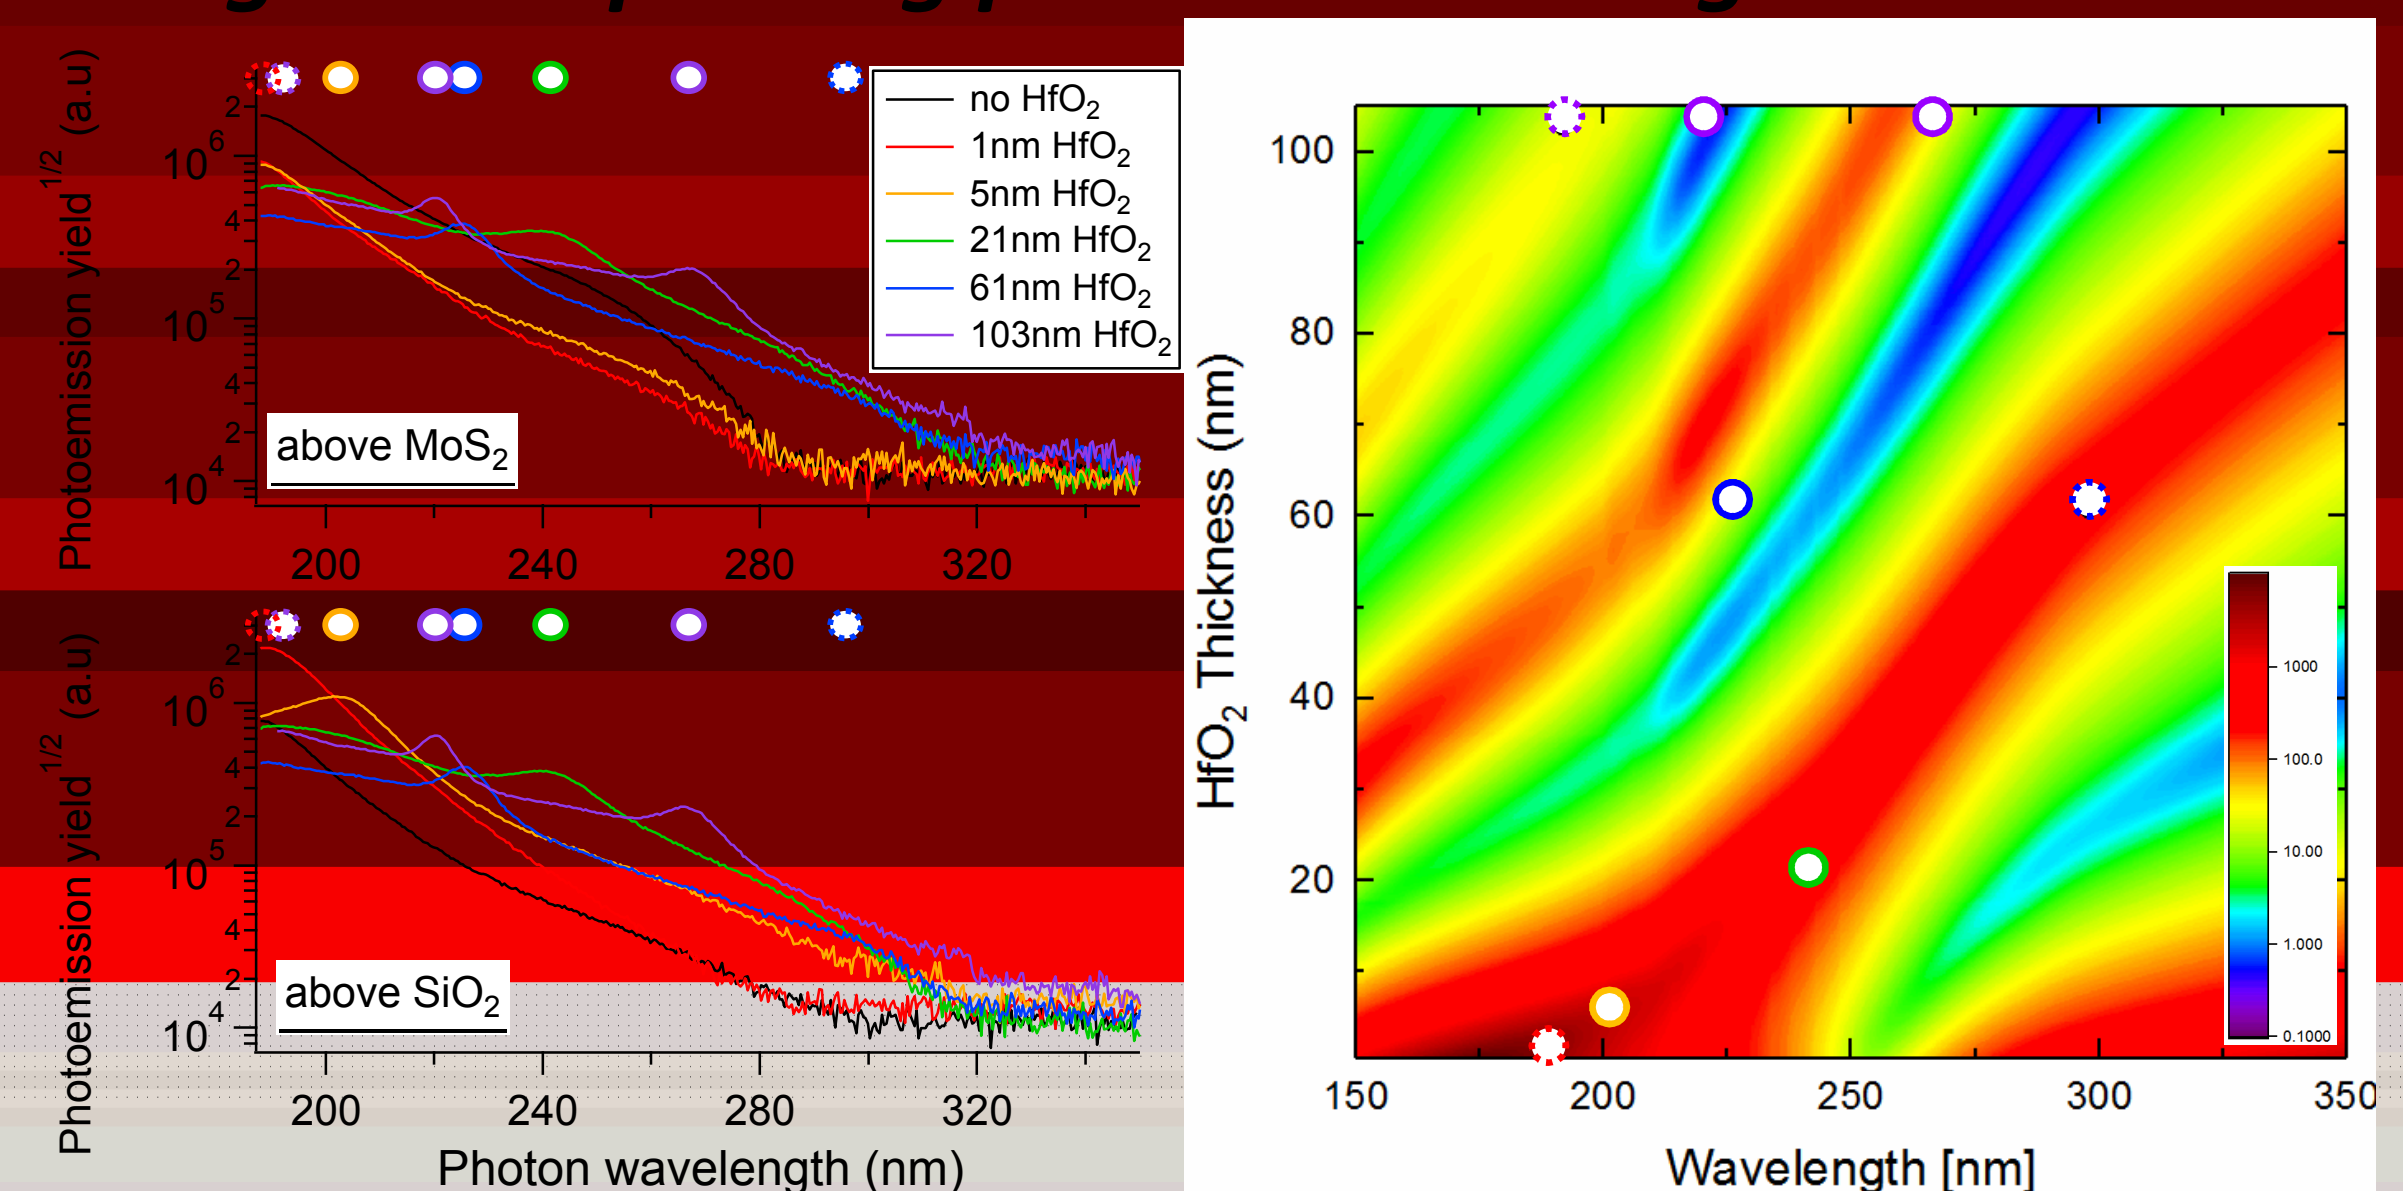 Photoemission yield^1/2 (a.u)
2
10^6
4
2
10^5
4
2
10^4
no HfO₂
1nm HfO₂
5nm HfO₂
21nm HfO₂
61nm HfO₂
103nm HfO₂
above MoS₂
200 240 280 320
Photoemission yield^1/2 (a.u)
2
10^6
4
2
10^5
4
2
10^4
above SiO₂
200 240 280 320
Photon wavelength (nm)
HfO₂ Thickness (nm)
100
80
60
40
20
1000
100.0
10.00
1.000
0.1000
150 200 250 300 350
Wavelength [nm]